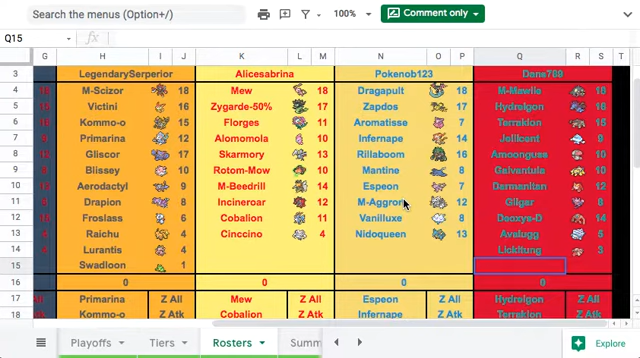 Search the menus (Option+/)
100%
Comment only
Q15 fx
G H I J K L M N O P Q R S T
3 LegendarySerperior Alicesabrina Pokenob123 Dans769
4 M-Scizor 18 Mew 18 Dragapult 18 M-Mawile 18
5 Victini 16 Zygarde-50% 17 Zapdos 17 Hydreigon 16
6 Kommo-o 15 Florges 11 Aromatisse 7 Terrakion 15
7 Primarina 12 Alomomola 10 Infernape 14 Jellicent 9
8 Gliscor 17 Skarmory 13 Rillaboom 16 Amoonguss 10
9 Blissey 10 Rotom-Mow 10 Mantine 8 Galvantula 10
10 Aerodactyl 9 M-Beedrill 14 Espeon 7 Darmanitan 12
11 Drapion 8 Incineroar 11 M-Aggron 12 Gligar 8
12 Froslass 6 Cobalion 11 Vanilluxe 8 Deoxys-D 14
13 Raichu 4 Cinccino 4 Nidoqueen 13 Avalugg 5
14 Lurantis 4 Lickitung 3
15 Swadloon 1
16 0 0 0 0
17 Primarina Z All Mew Z All Espeon Z All Hydreigon Z All
18 Kommo-o Z Atk Cobalion Z Atk Infernape Z Atk Terrakion Z Atk
Playoffs Tiers Rosters Summ Explore